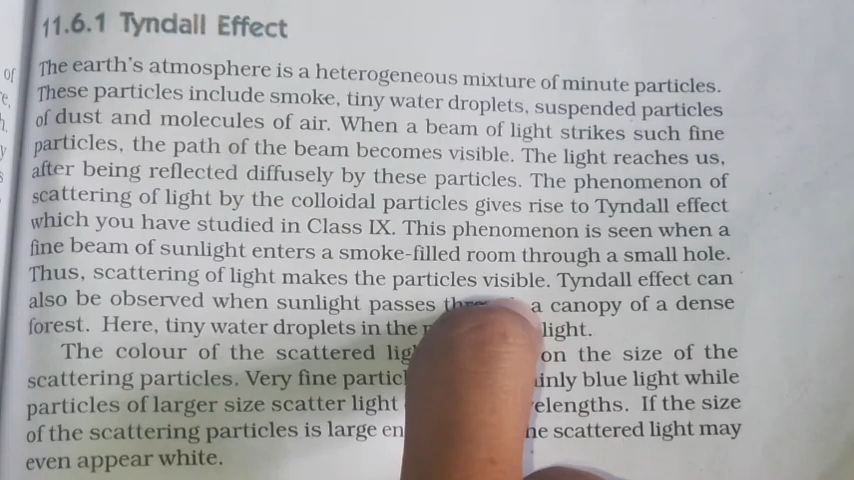 11.6.1 Tyndall Effect
The earth's atmosphere is a heterogeneous mixture of minute particles.
These particles include smoke, tiny water droplets, suspended particles
of dust and molecules of air. When a beam of light strikes such fine
particles, the path of the beam becomes visible. The light reaches us,
after being reflected diffusely by these particles. The phenomenon of
scattering of light by the colloidal particles gives rise to Tyndall effect
which you have studied in Class IX. This phenomenon is seen when a
fine beam of sunlight enters a smoke-filled room through a small hole.
Thus, scattering of light makes the particles visible. Tyndall effect can
also be observed when sunlight passes a canopy of a dense
forest. Here, tiny water droplets in the light.
The colour of the scattered on the size of the
scattering particles. Very fine blue light while
particles of larger size scatter light If the size
of the scattering particles is large scattered light may
even appear white.